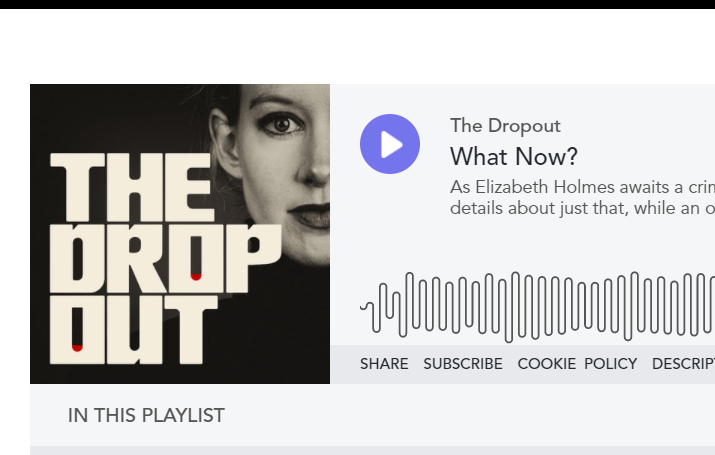 THE
DROP
OUT
The Dropout
What Now?
As Elizabeth Holmes awaits a crim
details about just that, while an o
SHARE SUBSCRIBE COOKIE POLICY DESCRIPT
IN THIS PLAYLIST